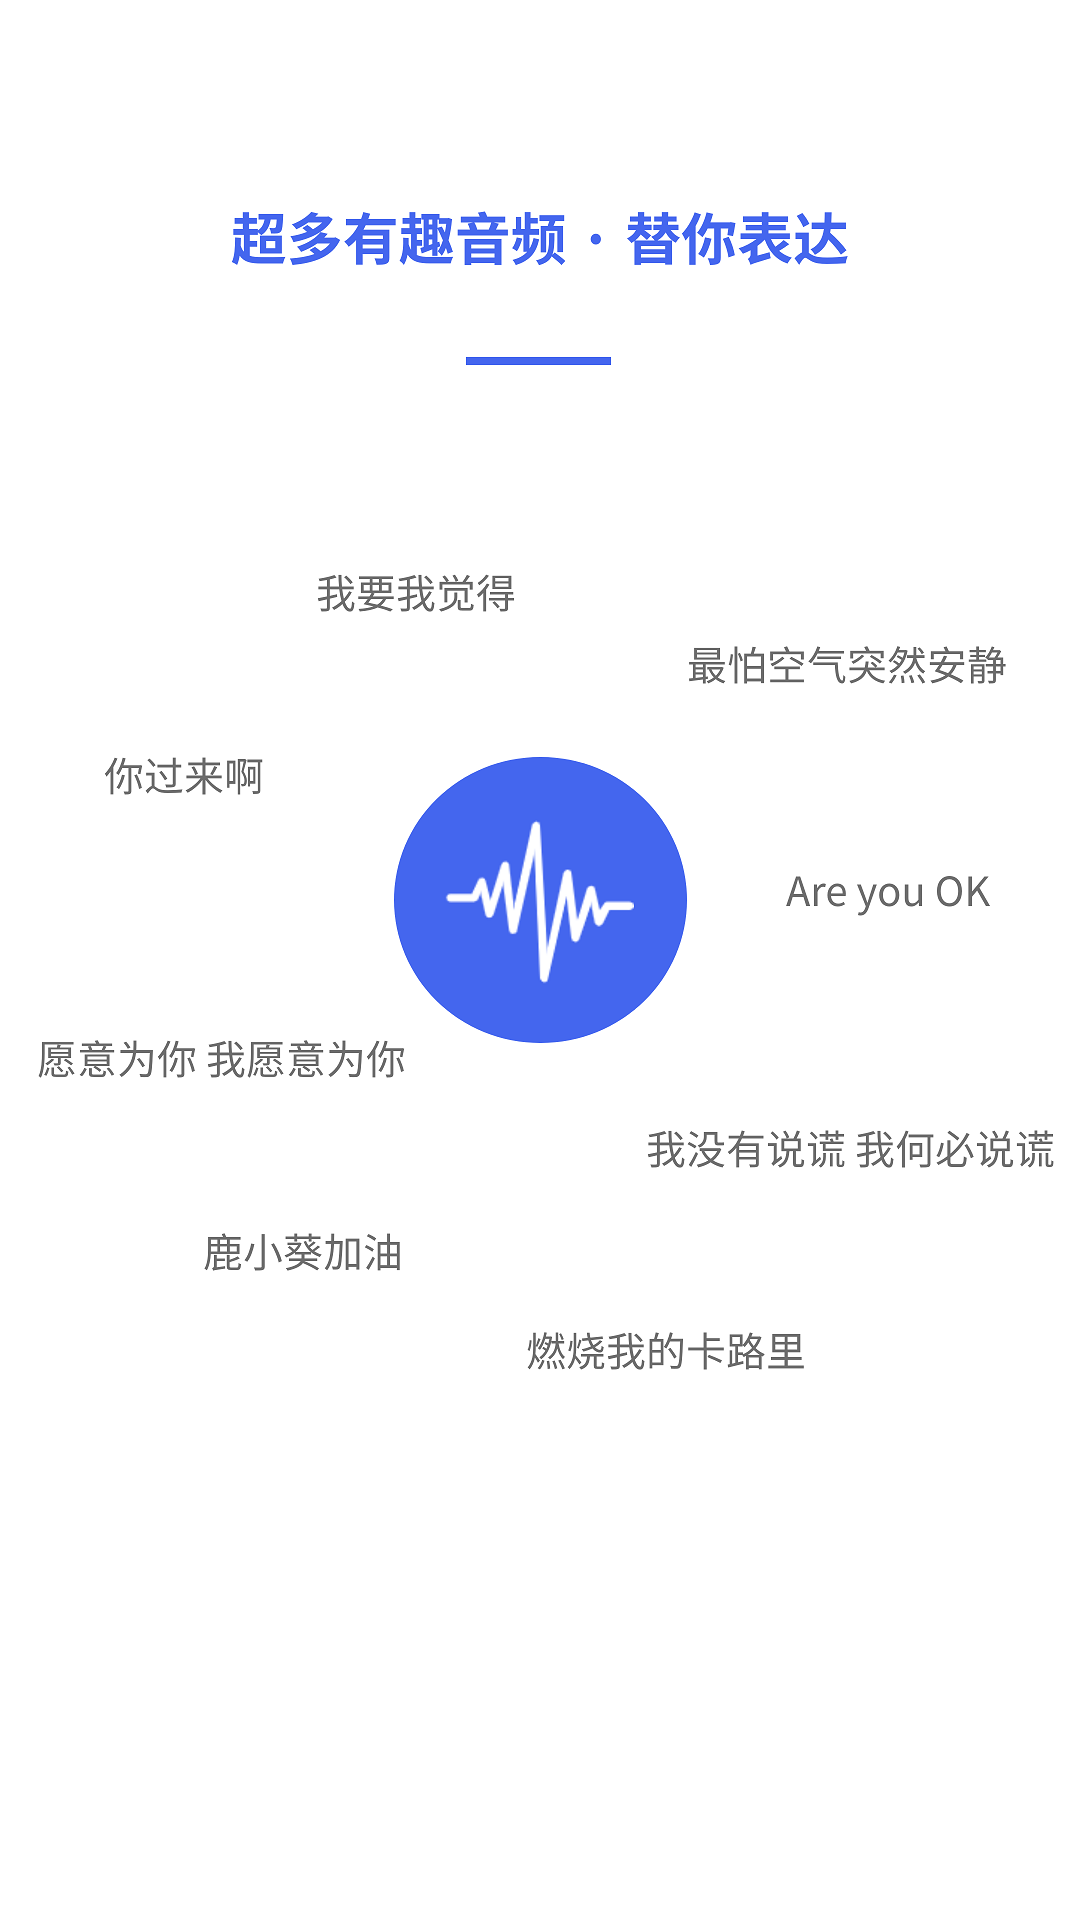 超多有趣音频 · 替你表达
我要我觉得
最怕空气突然安静
你过来啊
Are you OK
愿意为你 我愿意为你
我没有说谎 我何必说谎
鹿小葵加油
燃烧我的卡路里